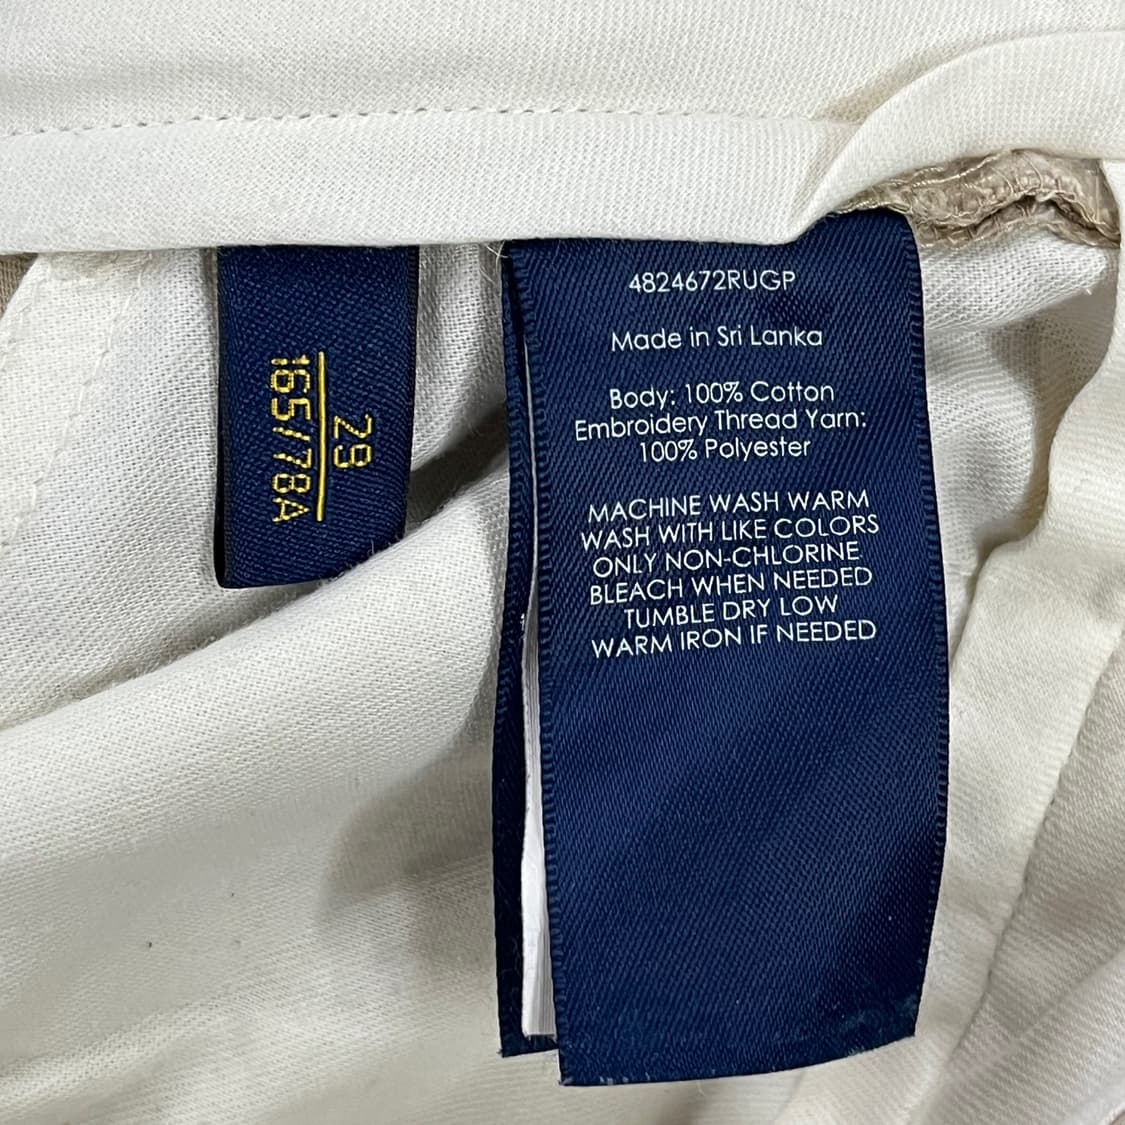 29
165/78A
4824672RUGP
Made in Sri Lanka
Body: 100% Cotton
Embroidery Thread Yarn:
100% Polyester
MACHINE WASH WARM
WASH WITH LIKE COLORS
ONLY NON-CHLORINE
BLEACH WHEN NEEDED
TUMBLE DRY LOW
WARM IRON IF NEEDED